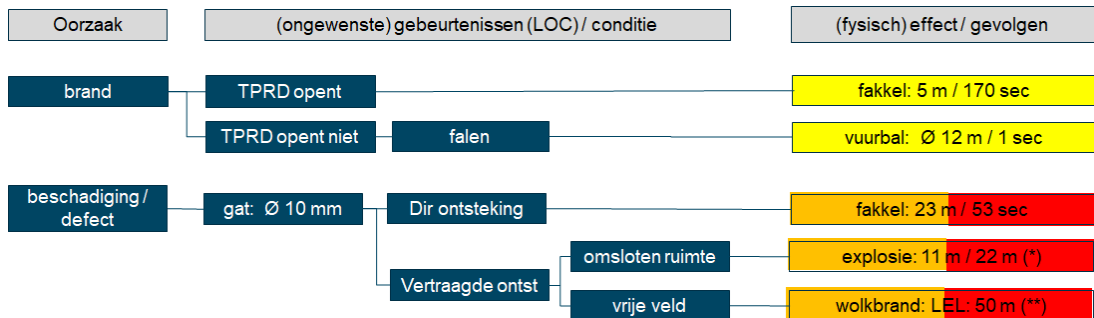 Oorzaak
(ongewenste) gebeurtenissen (LOC) / conditie
(fysisch) effect / gevolgen
brand
TPRD opent
fakkel: 5 m / 170 sec
TPRD opent niet
falen
vuurbal: Ø 12 m / 1 sec
beschadiging /
defect
gat: Ø 10 mm
Dir ontsteking
fakkel: 23 m / 53 sec
omsloten ruimte
explosie: 11 m / 22 m (*)
Vertraagde ontst
vrije veld
wolkbrand: LEL: 50 m (**)